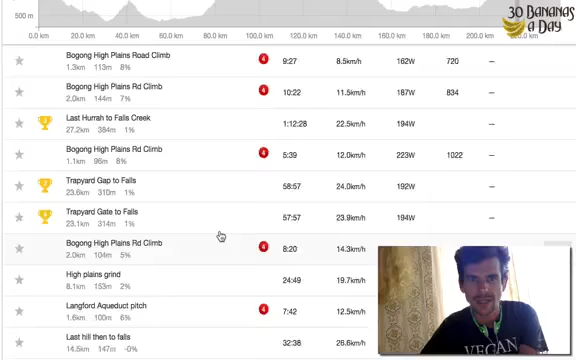 30 BANANAS
A DAY
500 m
0.0 km 20.0 km 40.0 km 60.0 km 80.0 km 100.0 km 120.0 km 140.0 km 160.0 km 180.0 km 200.0 km 220.0 km
Bogong High Plains Road Climb
1.3km 113m 8% 4 9:27 8.5km/h 162W 720 —
Bogong High Plains Rd Climb
2.0km 144m 7% 4 10:22 11.5km/h 187W 834 —
Last Hurrah to Falls Creek
27.2km 384m 1% 1:12:28 22.5km/h 194W —
Bogong High Plains Rd Climb
1.1km 96m 8% 4 5:39 12.0km/h 223W 1022 —
Trapyard Gap to Falls
23.6km 310m 1% 58:57 24.0km/h 192W —
Trapyard Gate to Falls
23.1km 314m 1% 57:57 23.9km/h 194W —
Bogong High Plains Rd Climb
2.0km 104m 5% 4 8:20 14.3km/h
High plains grind
8.1km 153m 2% 24:49 19.7km/h
Langford Aqueduct pitch
1.6km 100m 6% 4 7:42 12.5km/h
Last hill then to falls
14.5km 147m -0% 32:38 26.6km/h
VEGAN